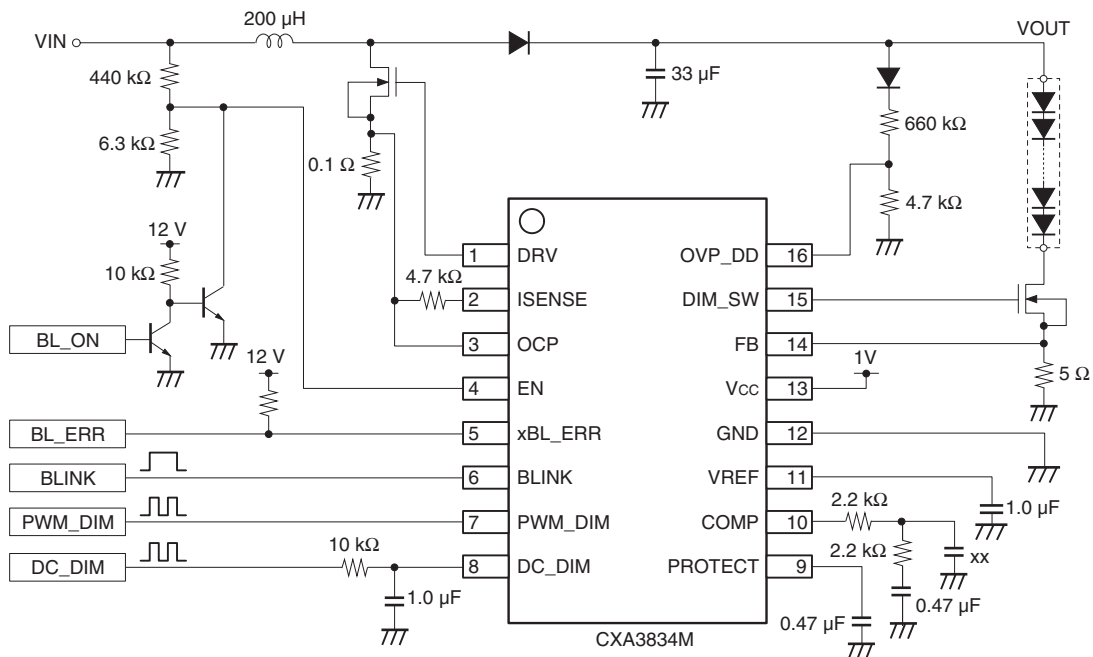 200 µH
VIN
VOUT
440 kΩ
33 µF
660 kΩ
6.3 kΩ
0.1 Ω
4.7 kΩ
12 V
10 kΩ
1 DRV
OVP_DD 16
4.7 kΩ
2 ISENSE
DIM_SW 15
BL_ON
3 OCP
FB 14
12 V
1V
5 Ω
4 EN
VCC 13
BL_ERR
5 xBL_ERR
GND 12
BLINK
6 BLINK
VREF 11
2.2 kΩ
1.0 µF
PWM_DIM
7 PWM_DIM
COMP 10
2.2 kΩ
xx
10 kΩ
DC_DIM
8 DC_DIM
PROTECT 9
1.0 µF
0.47 µF
0.47 µF
CXA3834M